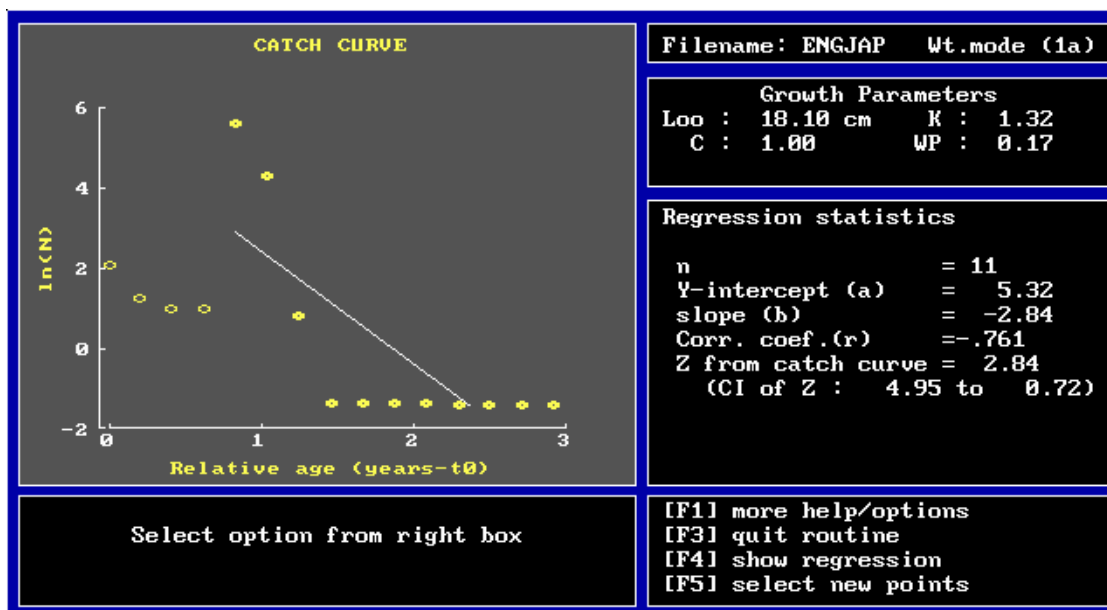 CATCH CURVE
6
4
2
0
-2
ln(N)
0 1 2 3
Relative age (years-t0)
Filename: ENGJAP Wt.mode (1a)
Growth Parameters
Loo : 18.10 cm K : 1.32
C : 1.00 WP : 0.17
Regression statistics
n = 11
Y-intercept (a) = 5.32
slope (b) = -2.84
Corr. coef.(r) =-.761
Z from catch curve = 2.84
(CI of Z : 4.95 to 0.72)
Select option from right box
[F1] more help/options
[F3] quit routine
[F4] show regression
[F5] select new points